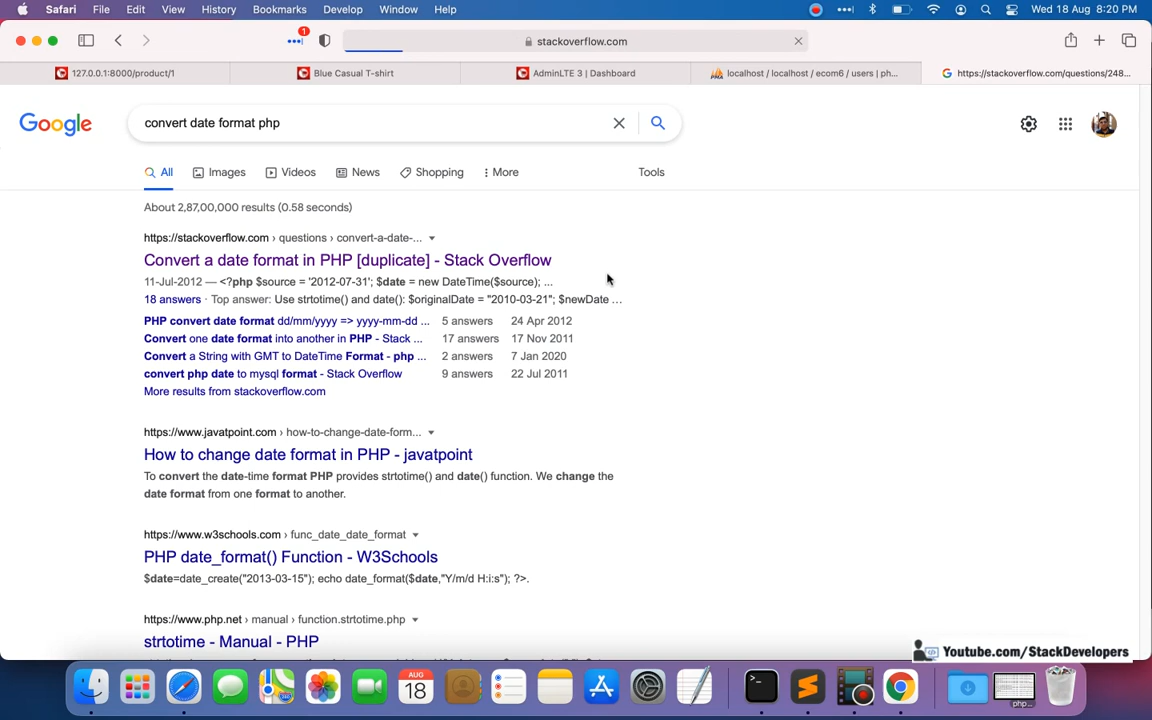 Safari File Edit View History Bookmarks Develop Window Help
Wed 18 Aug 8:20 PM
1
stackoverflow.com
127.0.0.1:8000/product/1
Blue Casual T-shirt
AdminLTE 3 | Dashboard
localhost / localhost / ecom6 / users | ph...
https://stackoverflow.com/questions/248...
Google
convert date format php
All Images Videos News Shopping More Tools
About 2,87,00,000 results (0.58 seconds)
https://stackoverflow.com › questions › convert-a-date-...
Convert a date format in PHP [duplicate] - Stack Overflow
11-Jul-2012 — <?php $source = '2012-07-31'; $date = new DateTime($source); ...
18 answers · Top answer: Use strtotime() and date(): $originalDate = "2010-03-21"; $newDate ...
PHP convert date format dd/mm/yyyy => yyyy-mm-dd ... 5 answers 24 Apr 2012
Convert one date format into another in PHP - Stack ... 17 answers 17 Nov 2011
Convert a String with GMT to DateTime Format - php ... 2 answers 7 Jan 2020
convert php date to mysql format - Stack Overflow 9 answers 22 Jul 2011
More results from stackoverflow.com
https://www.javatpoint.com › how-to-change-date-form...
How to change date format in PHP - javatpoint
To convert the date-time format PHP provides strtotime() and date() function. We change the
date format from one format to another.
https://www.w3schools.com › func_date_date_format
PHP date_format() Function - W3Schools
$date=date_create("2013-03-15"); echo date_format($date,"Y/m/d H:i:s"); ?>.
https://www.php.net › manual › function.strtotime.php
strtotime - Manual - PHP
Youtube.com/StackDevelopers
AUG
18
php...